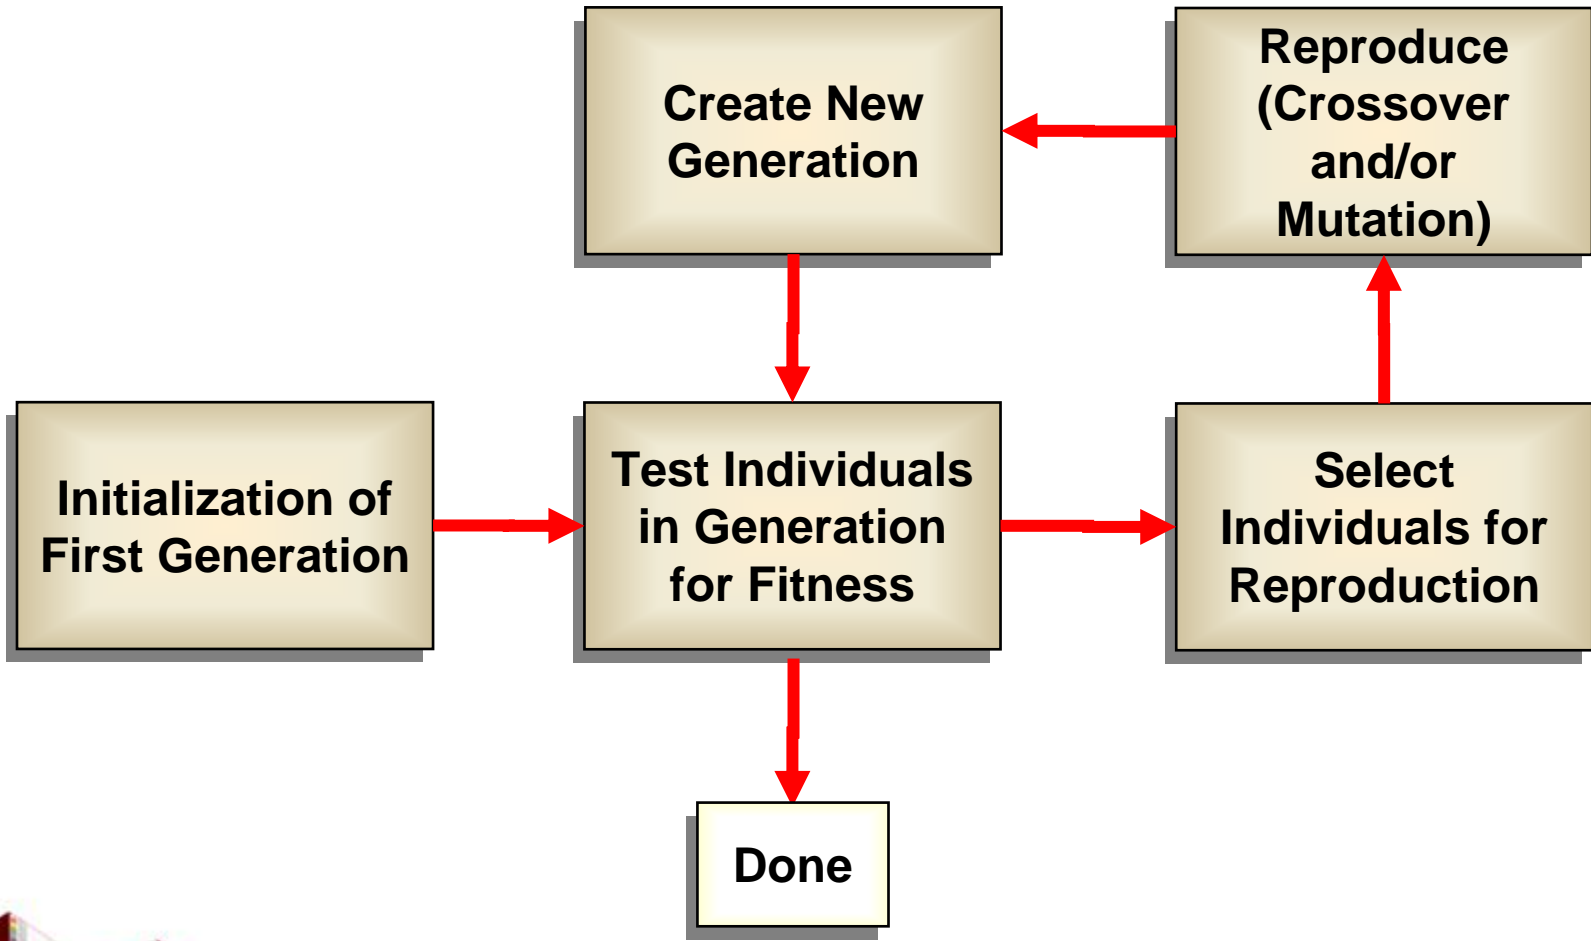 Create New
Generation
Reproduce
(Crossover
and/or
Mutation)
Initialization of
First Generation
Test Individuals
in Generation
for Fitness
Select
Individuals for
Reproduction
Done